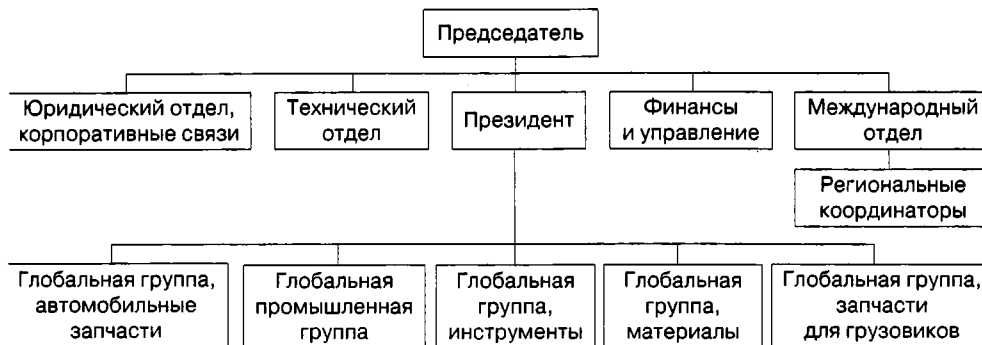 Председатель
Юридический отдел,
корпоративные связи
Технический
отдел
Президент
Финансы
и управление
Международный
отдел
Региональные
координаторы
Глобальная группа,
автомобильные
запчасти
Глобальная
промышленная
группа
Глобальная
группа,
инструменты
Глобальная
группа,
материалы
Глобальная группа,
запчасти
для грузовиков